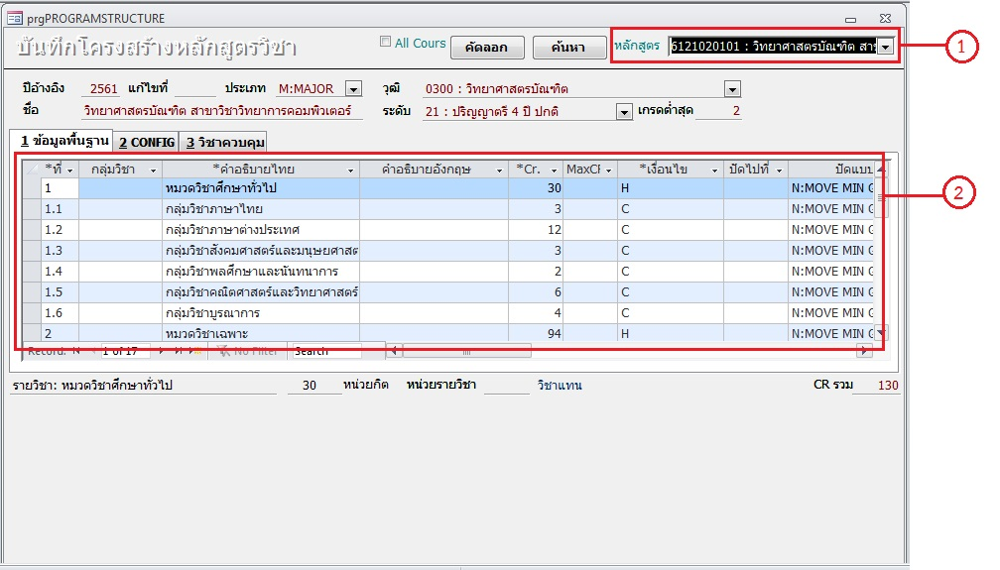 prgPROGRAMSTRUCTURE
บันทึกโครงสร้างหลักสูตรวิชา All Cours คัดลอก ค้นหา หลักสูตร 6121020101 : วิทยาศาสตรบัณฑิต สา 1
ปีอ้างอิง 2561 แก้ไขที่ ประเภท M:MAJOR วุฒิ 0300 : วิทยาศาสตรบัณฑิต
ชื่อ วิทยาศาสตรบัณฑิต สาขาวิชาวิทยาการคอมพิวเตอร์ ระดับ 21 : ปริญญาตรี 4 ปี ปกติ เกรดต่ำสุด 2
1 ข้อมูลพื้นฐาน 2 CONFIG 3 วิชาควบคุม
*ที่ กลุ่มวิชา *คำอธิบายไทย คำอธิบายอังกฤษ *Cr. MaxCI *เงื่อนไข ปัดไปที่ ปัดแบบ
1 หมวดวิชาศึกษาทั่วไป 30 H N:MOVE MIN G
1.1 กลุ่มวิชาภาษาไทย 3 C N:MOVE MIN G 2
1.2 กลุ่มวิชาภาษาต่างประเทศ 12 C N:MOVE MIN G
1.3 กลุ่มวิชาสังคมศาสตร์และมนุษยศาสต 3 C N:MOVE MIN G
1.4 กลุ่มวิชาพลศึกษาและนันทนาการ 2 C N:MOVE MIN G
1.5 กลุ่มวิชาคณิตศาสตร์และวิทยาศาสตร์ 6 C N:MOVE MIN G
1.6 กลุ่มวิชาบูรณาการ 4 C N:MOVE MIN G
2 หมวดวิชาเฉพาะ 94 H N:MOVE MIN G
Record: 1 of 17 No Filter Search
รายวิชา: หมวดวิชาศึกษาทั่วไป 30 หน่วยกิต หน่วยรายวิชา วิชาแทน CR รวม 130